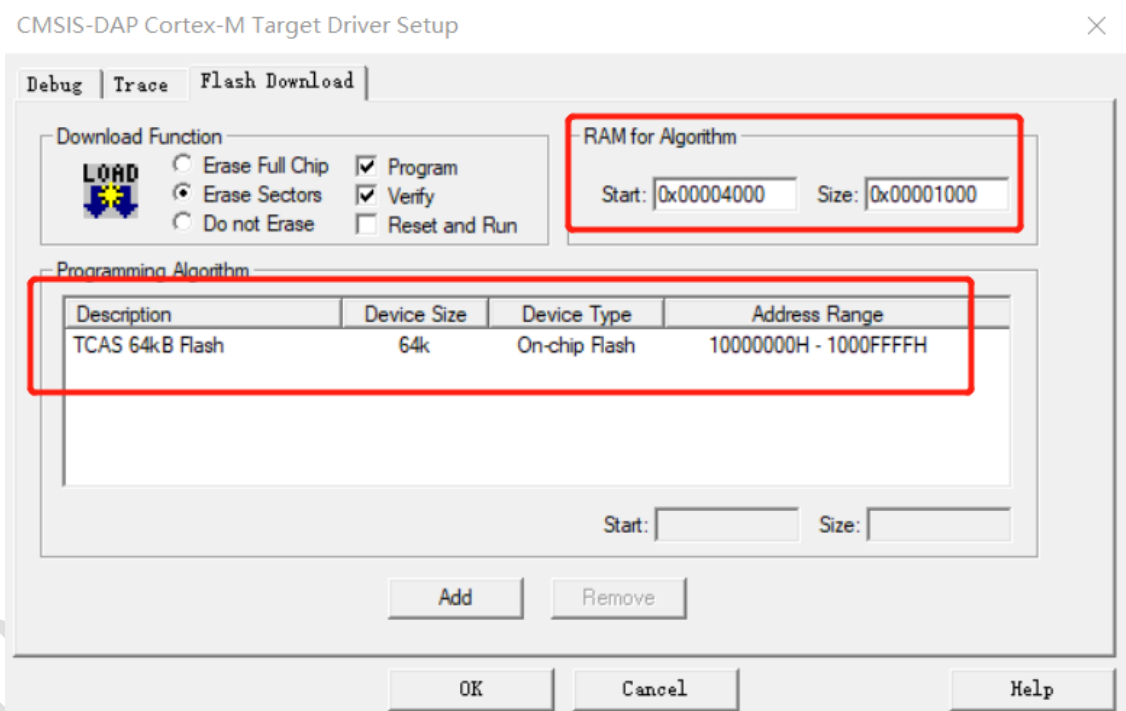 CMSIS-DAP Cortex-M Target Driver Setup
Debug Trace Flash Download
Download Function
LOAD
Erase Full Chip
Erase Sectors
Do not Erase
Program
Verify
Reset and Run
RAM for Algorithm
Start: 0x00004000 Size: 0x00001000
Programming Algorithm
Description Device Size Device Type Address Range
TCAS 64kB Flash 64k On-chip Flash 10000000H - 1000FFFFH
Start: Size:
Add Remove
OK Cancel Help